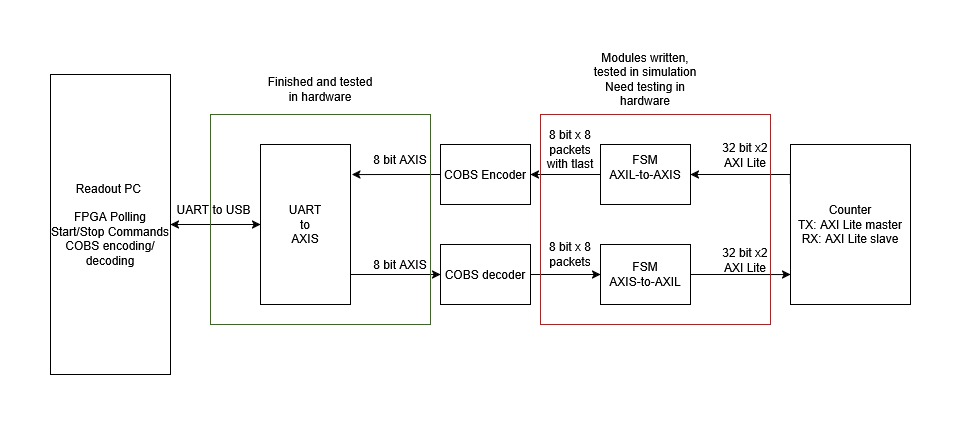 Modules written,
tested in simulation
Need testing in
hardware
Finished and tested
in hardware
Readout PC
FPGA Polling
Start/Stop Commands
COBS encoding/
decoding
UART to USB
UART
to
AXIS
8 bit AXIS
8 bit AXIS
COBS Encoder
COBS decoder
8 bit x 8
packets
with tlast
8 bit x 8
packets
FSM
AXIL-to-AXIS
FSM
AXIS-to-AXIL
32 bit x2
AXI Lite
32 bit x2
AXI Lite
Counter
TX: AXI Lite master
RX: AXI Lite slave